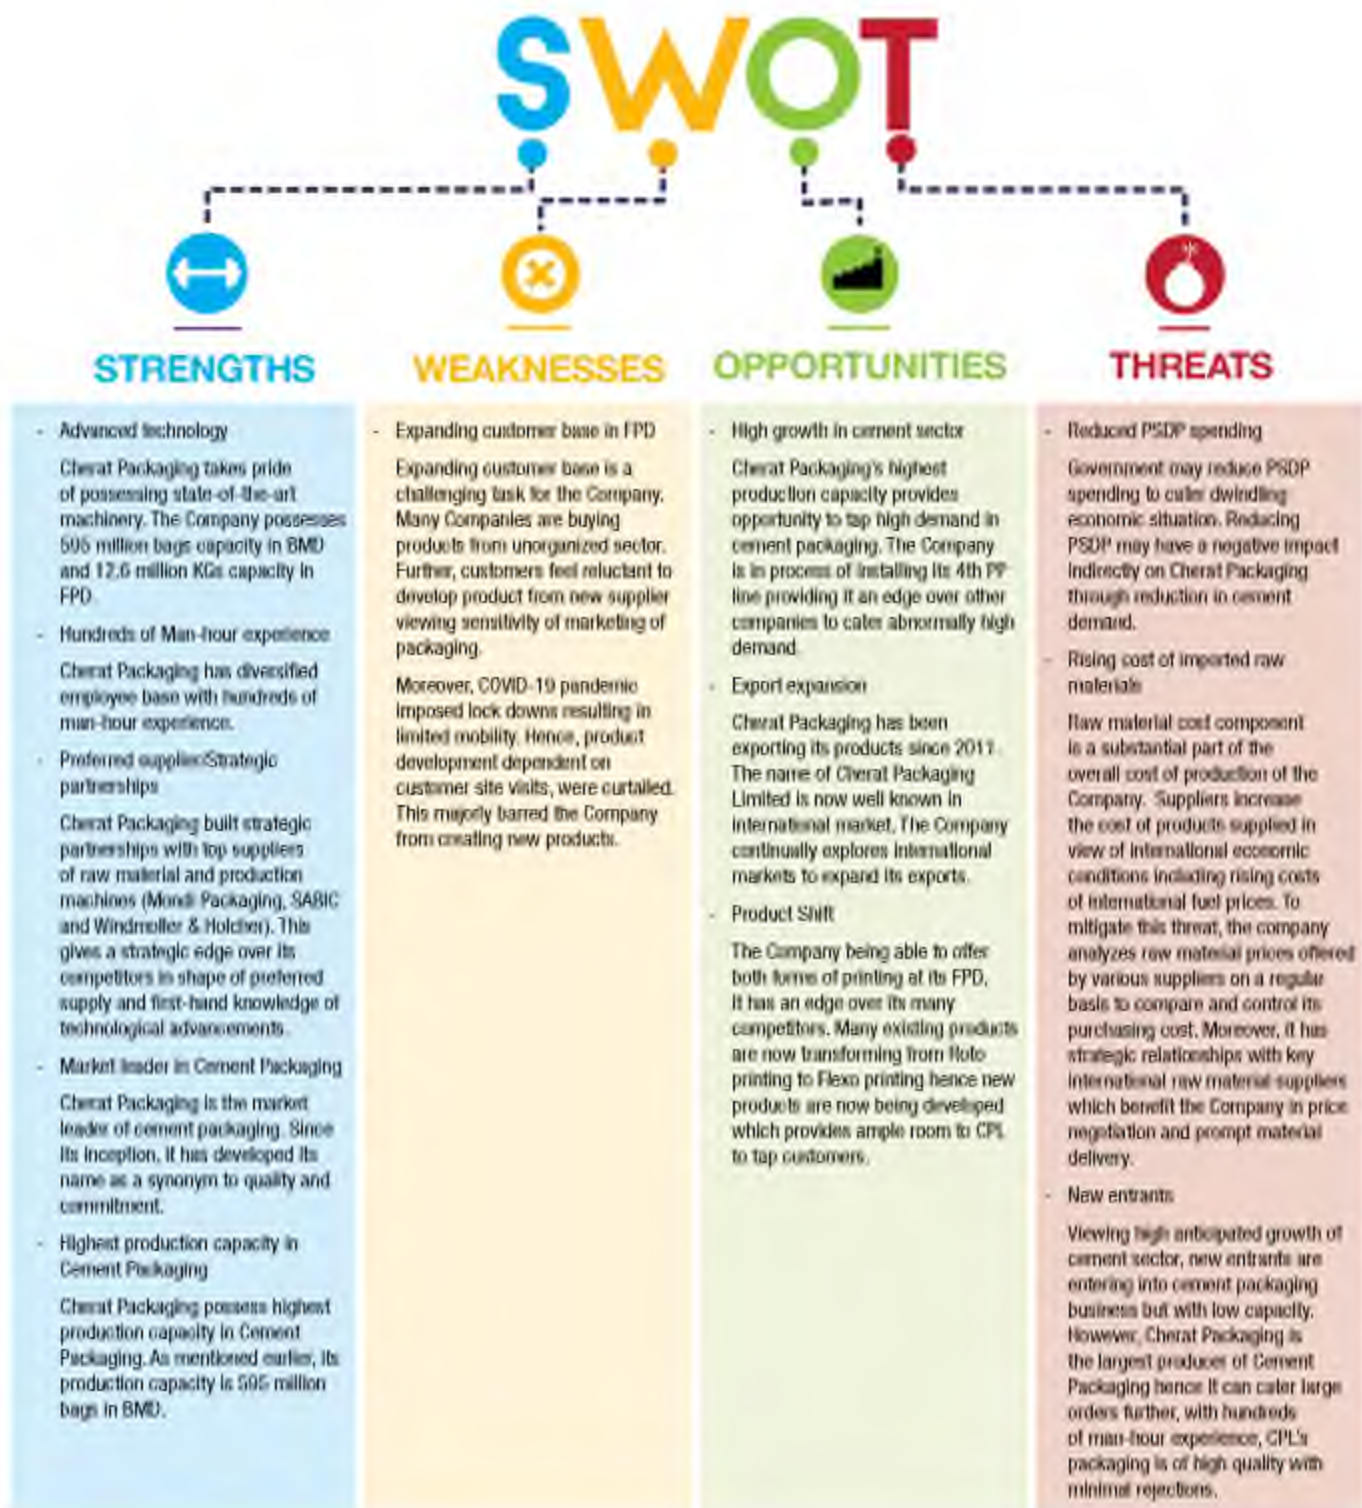 SWOT
STRENGTHS
- Advanced technology
Cherat Packaging takes pride
of possessing state-of-the-art
machinery. The Company possesses
595 million bags capacity in BMD
and 12.6 million KGs capacity in
FPD.
- Hundreds of Man-hour experience
Cherat Packaging has diversified
employee base with hundreds of
man-hour experience.
- Preferred supplier/Strategic
partnerships
Cherat Packaging built strategic
partnerships with top suppliers
of raw material and production
machines (Mondi Packaging, SABIC
and Windmoller & Holcher). This
gives a strategic edge over its
competitors in shape of preferred
supply and first-hand knowledge of
technological advancements.
- Market leader in Cement Packaging
Cherat Packaging is the market
leader of cement packaging. Since
its inception, it has developed its
name as a synonym to quality and
commitment.
- Highest production capacity in
Cement Packaging
Cherat Packaging possess highest
production capacity in Cement
Packaging. As mentioned earlier, its
production capacity is 595 million
bags in BMD.
WEAKNESSES
- Expanding customer base in FPD
Expanding customer base is a
challenging task for the Company.
Many Companies are buying
products from unorganized sector.
Further, customers feel reluctant to
develop product from new supplier
viewing sensitivity of marketing of
packaging.
Moreover, COVID-19 pandemic
imposed lock downs resulting in
limited mobility. Hence, product
development dependent on
customer site visits, were curtailed.
This majorly barred the Company
from creating new products.
OPPORTUNITIES
- High growth in cement sector
Cherat Packaging's highest
production capacity provides
opportunity to tap high demand in
cement packaging. The Company
is in process of installing its 4th PP
line providing it an edge over other
companies to cater abnormally high
demand.
- Export expansion
Cherat Packaging has been
exporting its products since 2011.
The name of Cherat Packaging
Limited is now well known in
international market. The Company
continually explores international
markets to expand its exports.
- Product Shift
The Company being able to offer
both forms of printing at its FPD,
it has an edge over its many
competitors. Many existing products
are now transforming from Roto
printing to Flexo printing hence new
products are now being developed
which provides ample room to CPL
to tap customers.
THREATS
- Reduced PSDP spending
Government may reduce PSDP
spending to cater dwindling
economic situation. Reducing
PSDP may have a negative impact
indirectly on Cherat Packaging
through reduction in cement
demand.
- Rising cost of imported raw
materials
Raw material cost component
is a substantial part of the
overall cost of production of the
Company. Suppliers increase
the cost of products supplied in
view of international economic
conditions including rising costs
of international fuel prices. To
mitigate this threat, the company
analyzes raw material prices offered
by various suppliers on a regular
basis to compare and control its
purchasing cost. Moreover, it has
strategic relationships with key
international raw material suppliers
which benefit the Company in price
negotiation and prompt material
delivery.
- New entrants
Viewing high anticipated growth of
cement sector, new entrants are
entering into cement packaging
business but with low capacity.
However, Cherat Packaging is
the largest producer of Cement
Packaging hence it can cater large
orders further, with hundreds
of man-hour experience, CPL's
packaging is of high quality with
minimal rejections.